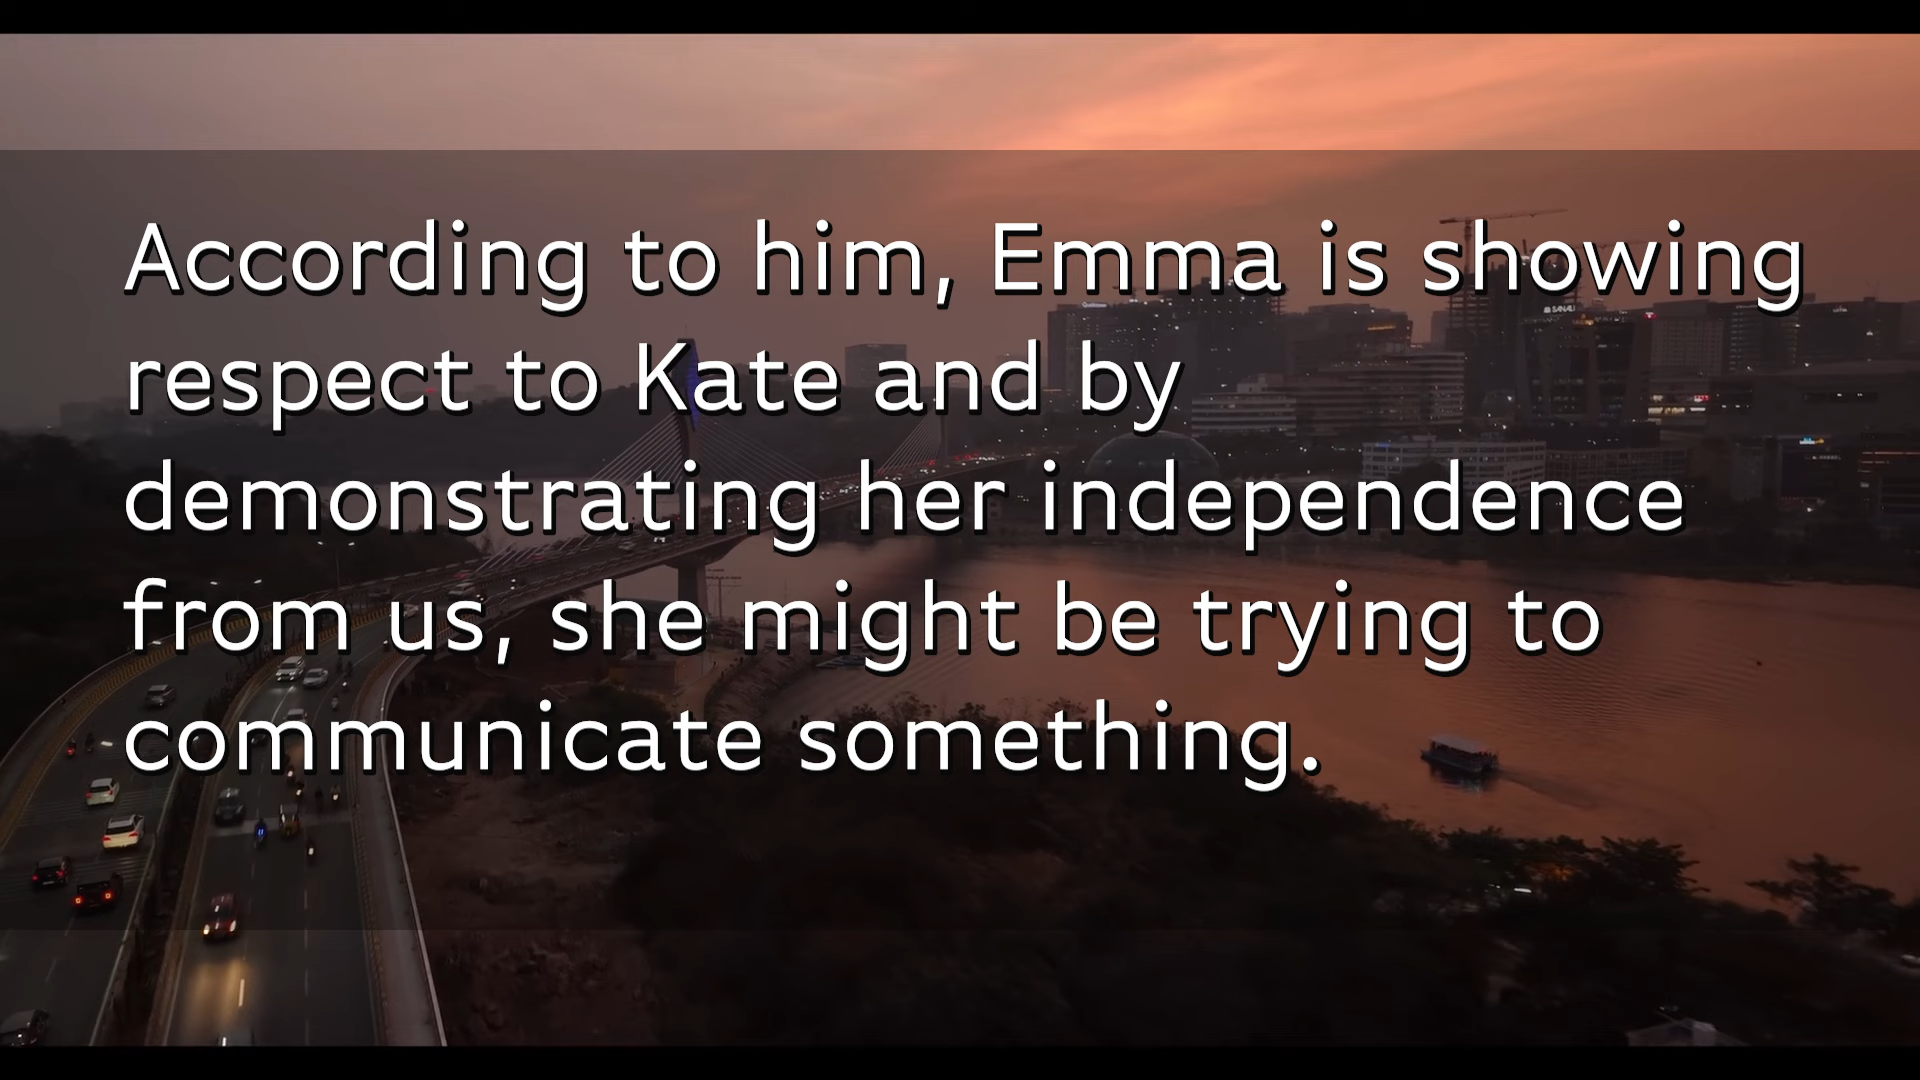 According to him, Emma is showing
respect to Kate and by
demonstrating her independence
from us, she might be trying to
communicate something.
Qualcomm